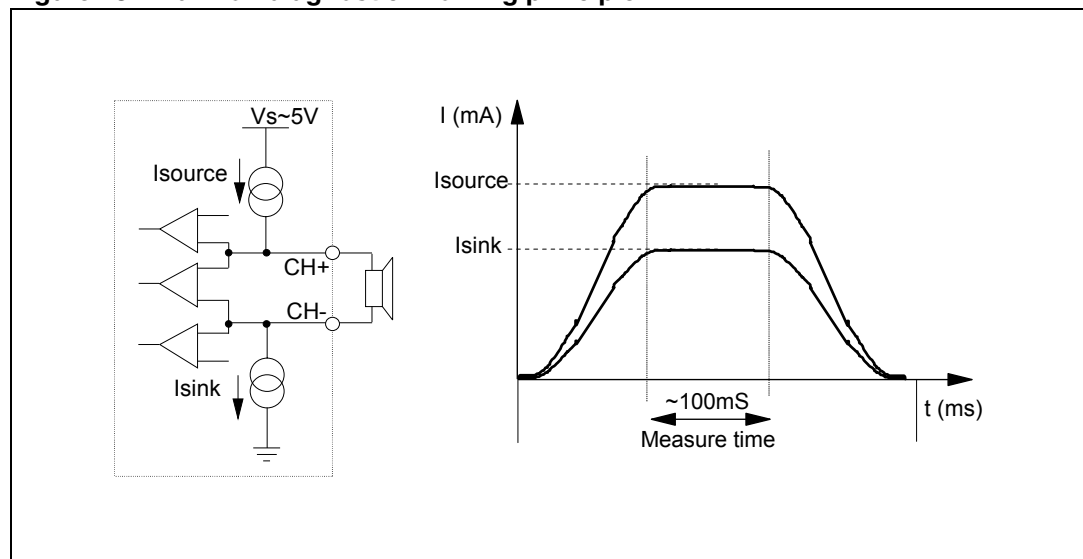 Vs~5V
Isource
CH+
CH-
Isink
I (mA)
Isource
Isink
~100mS
Measure time
t (ms)